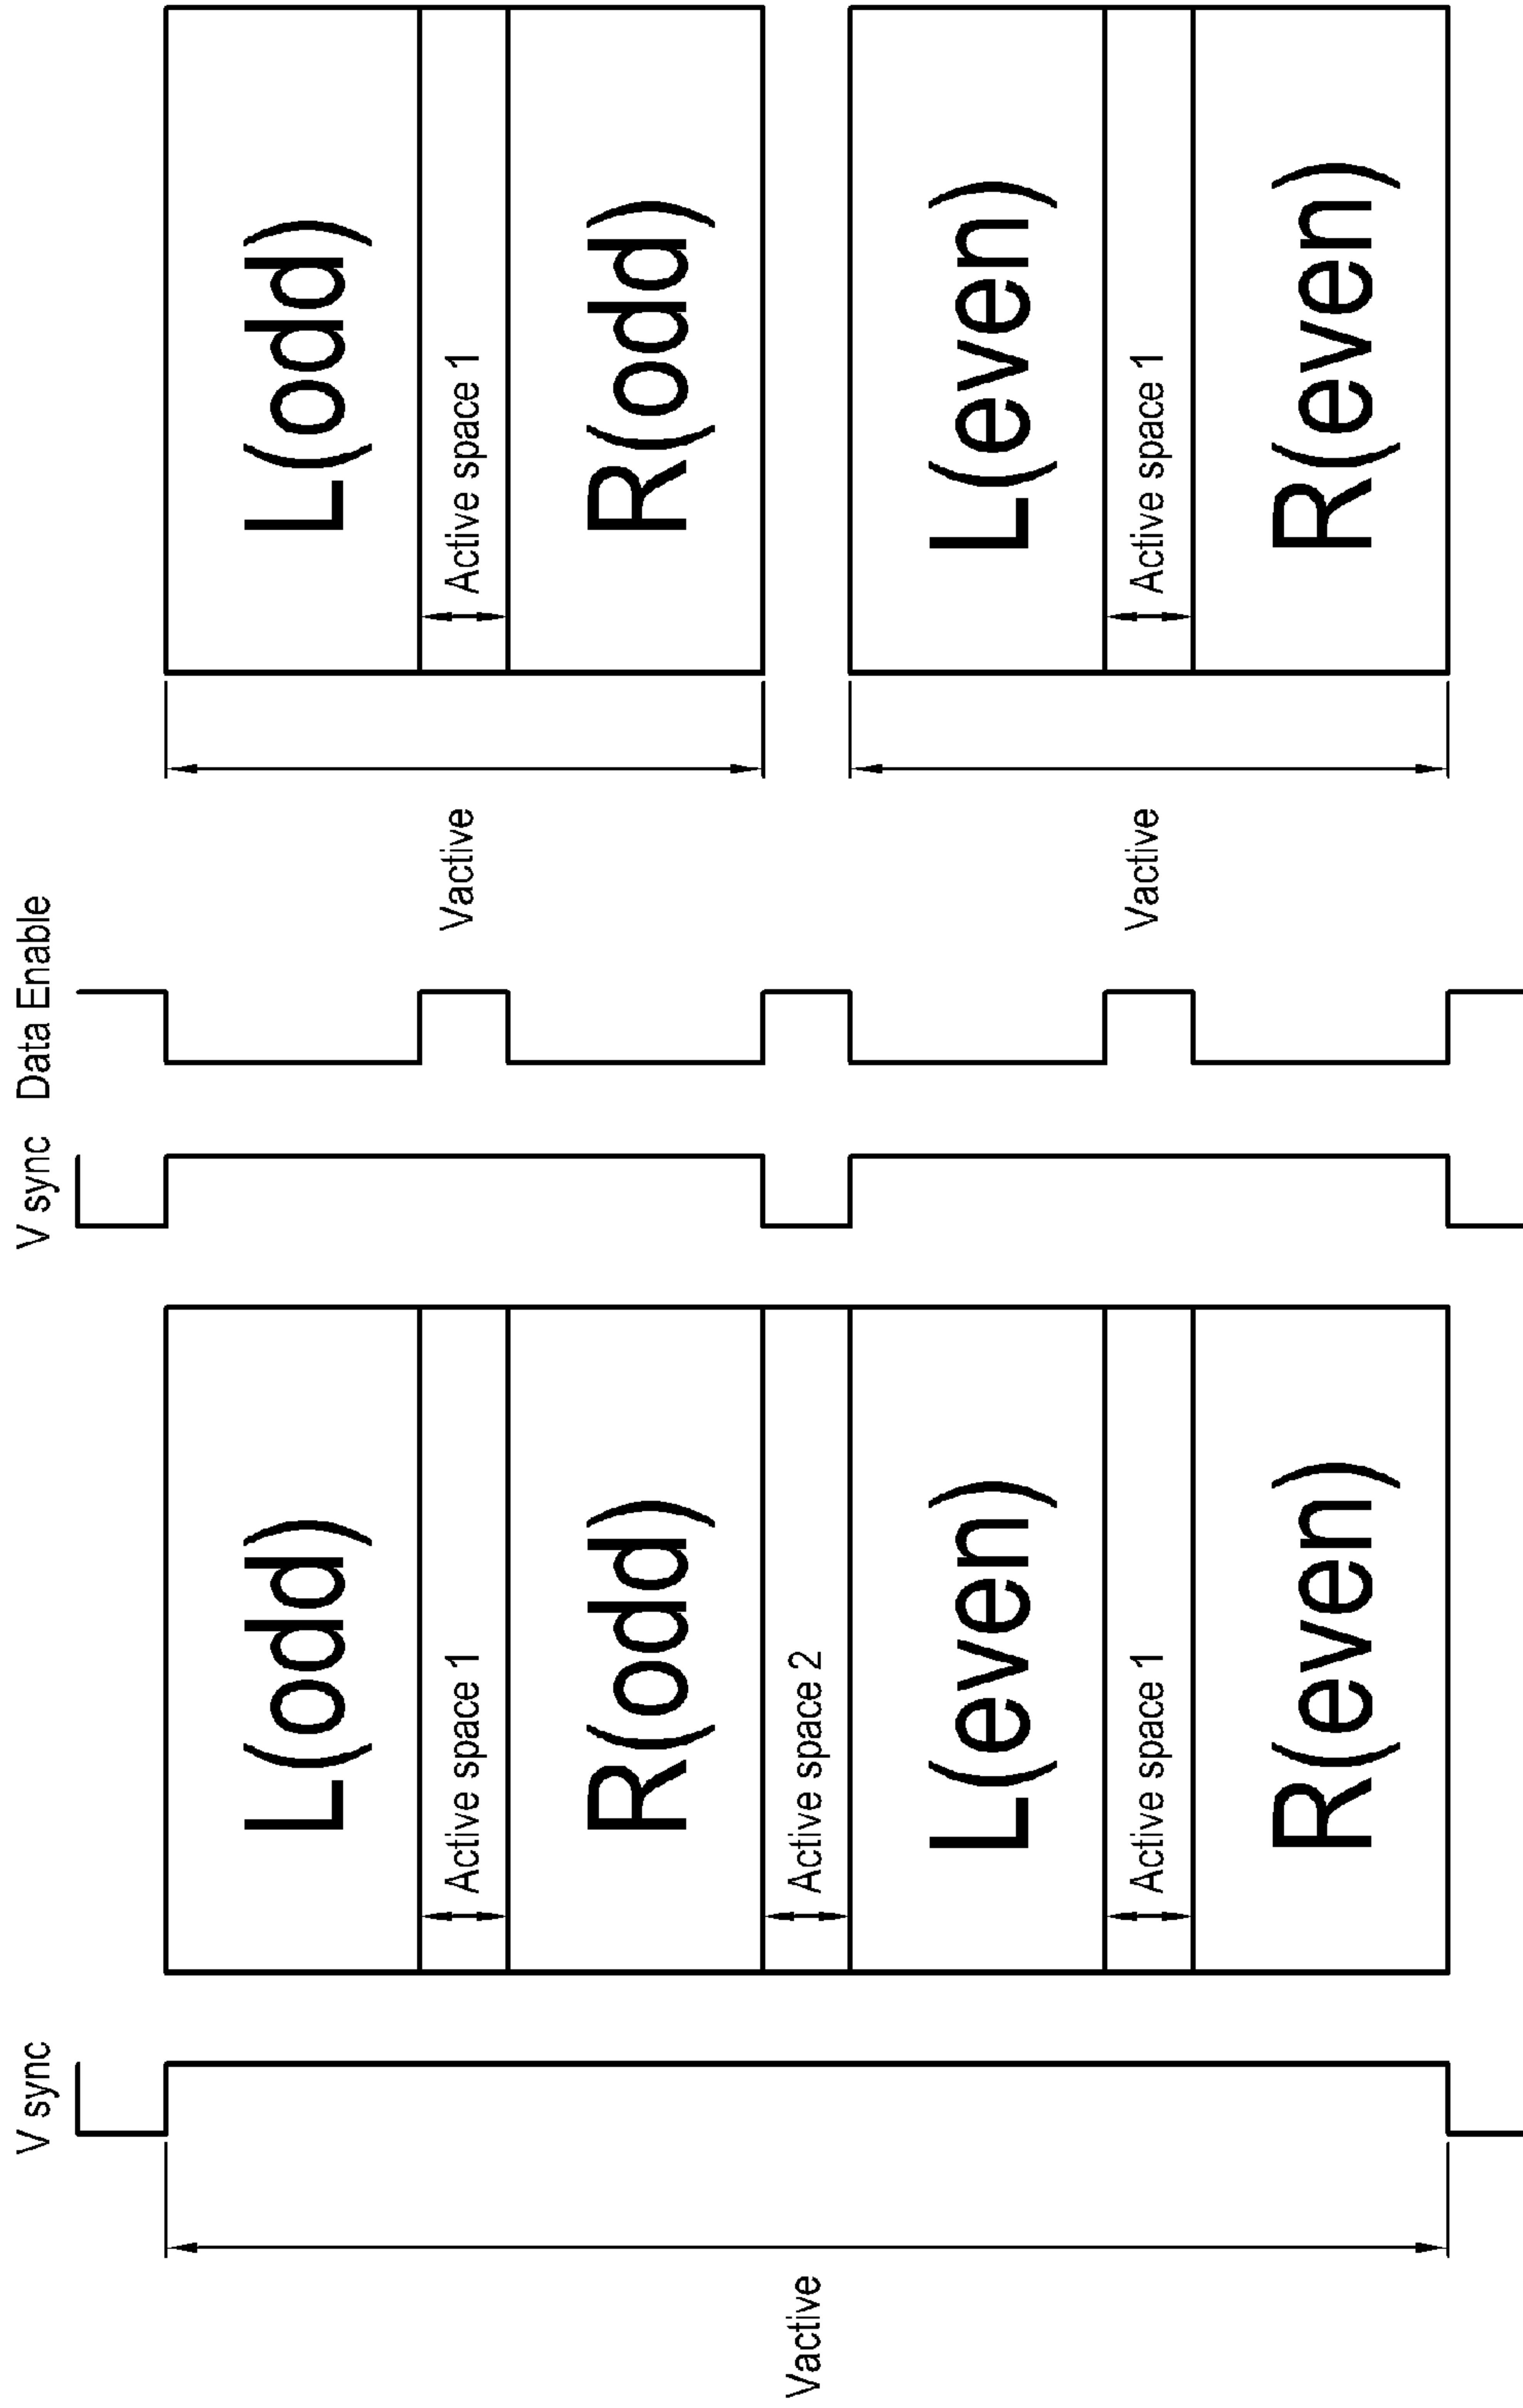 V sync
V sync
Data Enable
L(odd)
L(odd)
Active space 1
Vactive
Active space 1
R(odd)
R(odd)
Vactive
Active space 2
L(even)
L(even)
Active space 1
Vactive
Active space 1
R(even)
R(even)